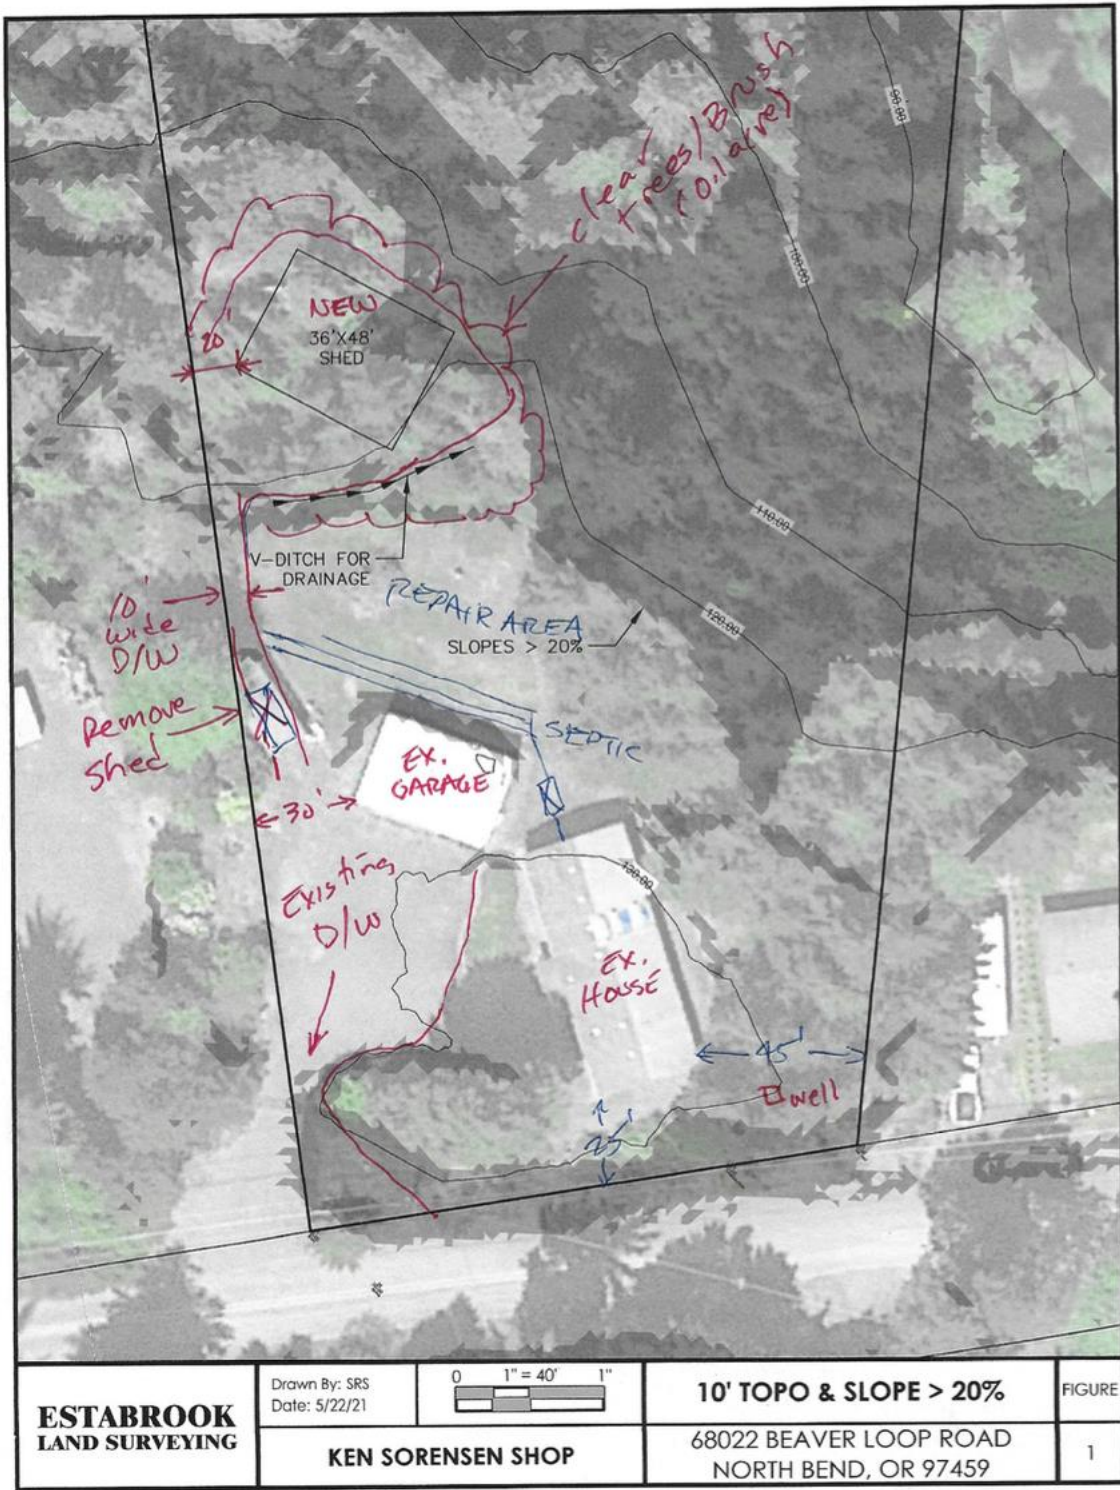 clear
trees/Brush
(0.1 acre)
90.00
100.00
NEW
36'X48'
SHED
20'
110.00
V-DITCH FOR
DRAINAGE
REPAIR AREA
SLOPES > 20%
120.00
10'
wide
D/W
Remove
shed
SEPTIC
EX.
GARAGE
30'
Existing
D/W
130.00
EX.
HOUSE
45'
well
25'
ESTABROOK
LAND SURVEYING
Drawn By: SRS
Date: 5/22/21
0 1" = 40' 1"
KEN SORENSEN SHOP
10' TOPO & SLOPE > 20%
68022 BEAVER LOOP ROAD
NORTH BEND, OR 97459
FIGURE
1